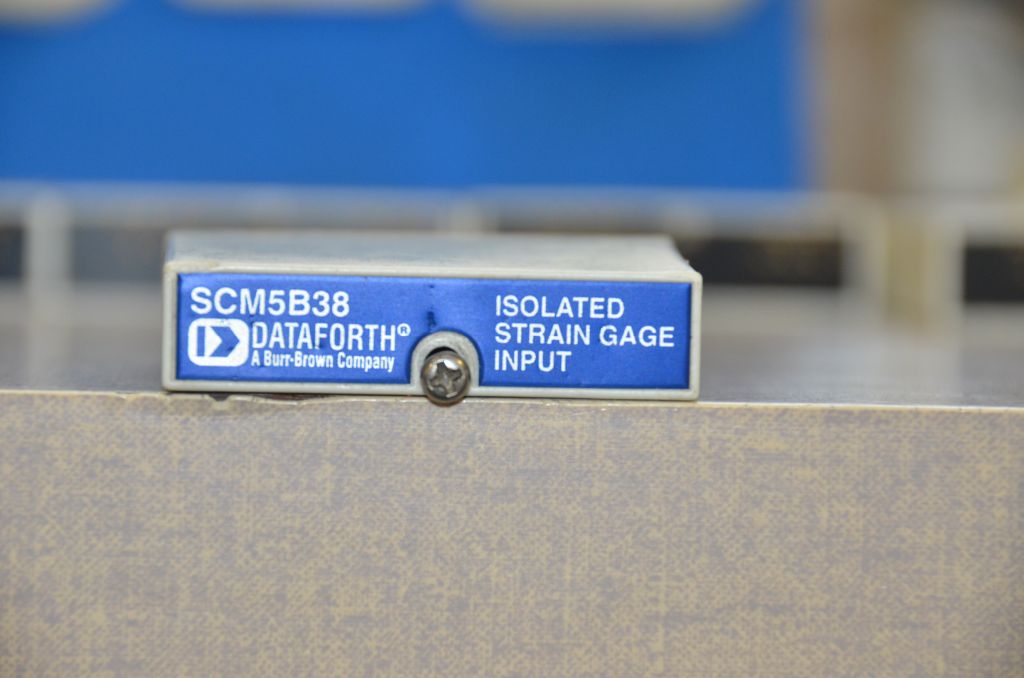 SCM5B38
DATAFORTH®
A Burr-Brown Company
ISOLATED
STRAIN GAGE
INPUT